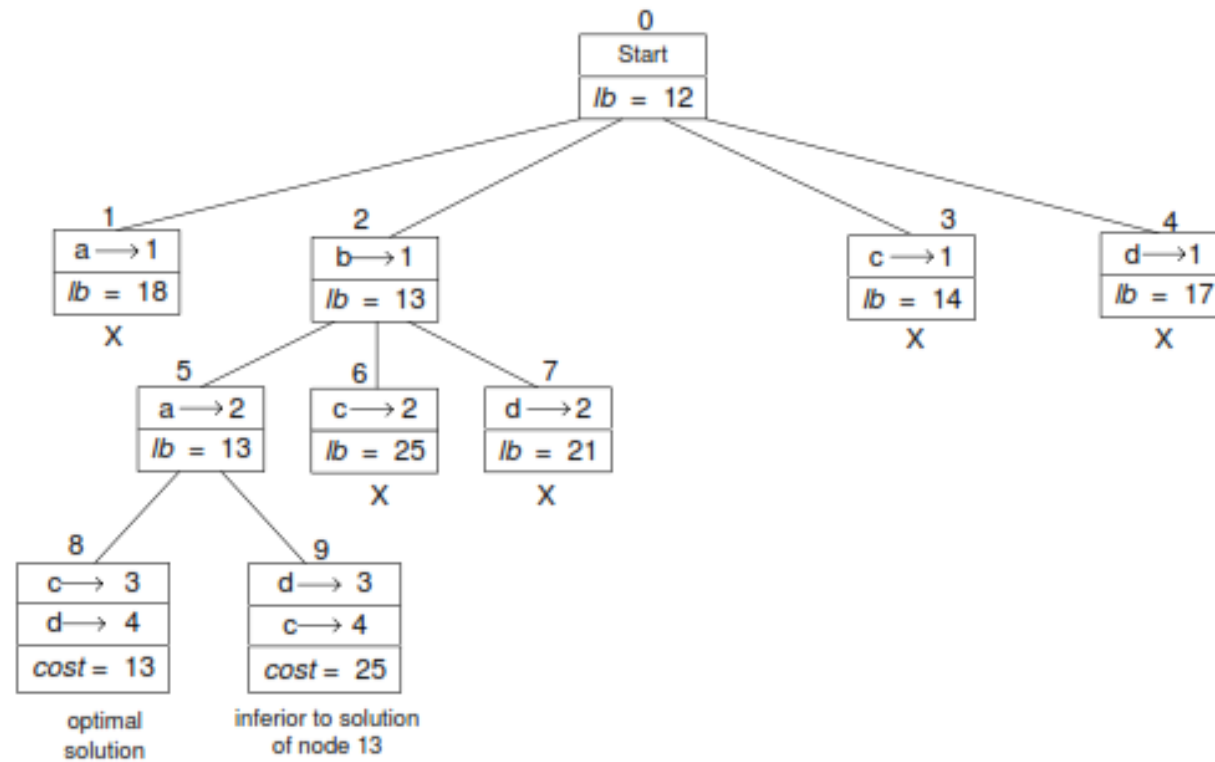 0
Start
lb = 12
1
a ⟶ 1
lb = 18
X
2
b ⟶ 1
lb = 13
3
c ⟶ 1
lb = 14
X
4
d ⟶ 1
lb = 17
X
5
a ⟶ 2
lb = 13
6
c ⟶ 2
lb = 25
X
7
d ⟶ 2
lb = 21
X
8
c ⟶ 3
d ⟶ 4
cost = 13
optimal
solution
9
d ⟶ 3
c ⟶ 4
cost = 25
inferior to solution
of node 13